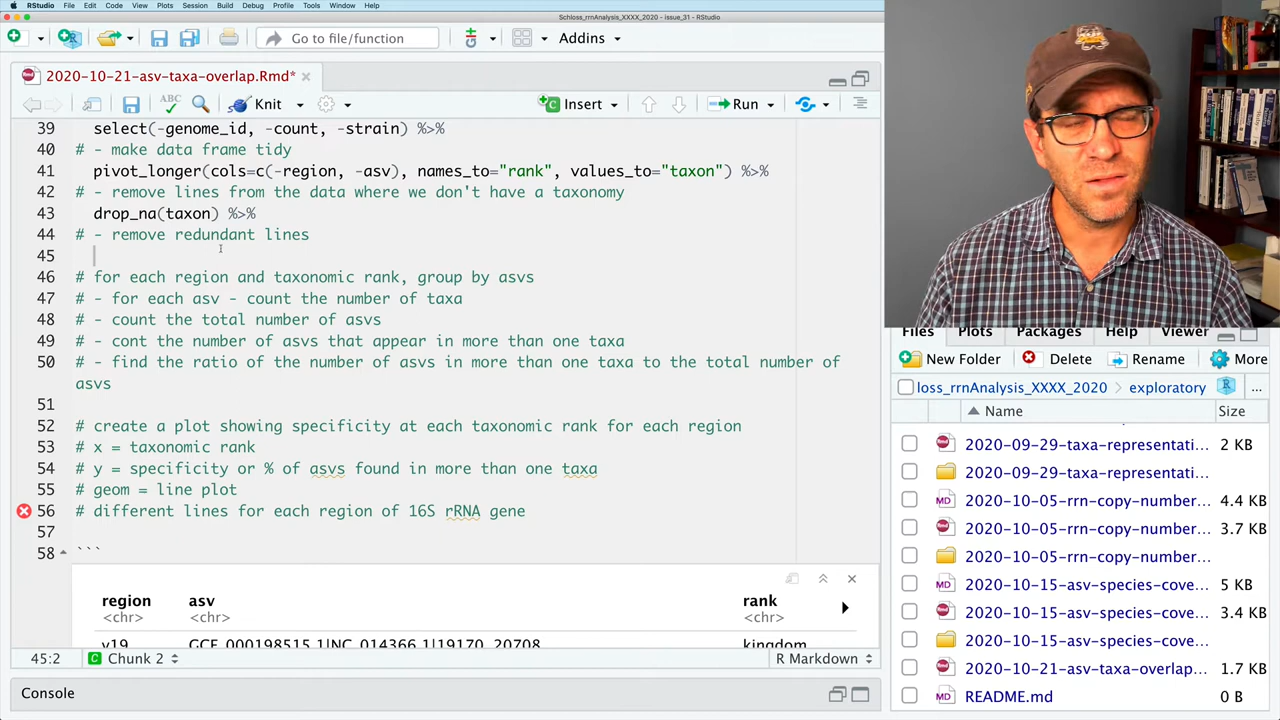 RStudio File Edit Code View Plots Session Build Debug Profile Tools Window Help
Schloss_rrnAnalysis_XXXX_2020 - issue_31 - RStudio
Go to file/function Addins
2020-10-21-asv-taxa-overlap.Rmd*
ABC Knit Insert Run
39 select(-genome_id, -count, -strain) %>%
40 # - make data frame tidy
41 pivot_longer(cols=c(-region, -asv), names_to="rank", values_to="taxon") %>%
42 # - remove lines from the data where we don't have a taxonomy
43 drop_na(taxon) %>%
44 # - remove redundant lines
45
46 # for each region and taxonomic rank, group by asvs
47 # - for each asv - count the number of taxa
48 # - count the total number of asvs
49 # - cont the number of asvs that appear in more than one taxa
50 # - find the ratio of the number of asvs in more than one taxa to the total number of
asvs
51
52 # create a plot showing specificity at each taxonomic rank for each region
53 # x = taxonomic rank
54 # y = specificity or % of asvs found in more than one taxa
55 # geom = line plot
56 # different lines for each region of 16S rRNA gene
57
58 ```
region asv rank
<chr> <chr> <chr>
v19 GCF_000198515.1|NC_014366.1|19170_20708 kingdom
45:2 Chunk 2 R Markdown
Console
Files Plots Packages Help Viewer
New Folder Delete Rename More
loss_rrnAnalysis_XXXX_2020 exploratory ...
Name Size
2020-09-29-taxa-representati... 2 KB
2020-09-29-taxa-representati...
2020-10-05-rrn-copy-number... 4.4 KB
2020-10-05-rrn-copy-number... 3.7 KB
2020-10-05-rrn-copy-number...
2020-10-15-asv-species-cove... 5 KB
2020-10-15-asv-species-cove... 3.4 KB
2020-10-15-asv-species-cove...
2020-10-21-asv-taxa-overlap... 1.7 KB
README.md 0 B